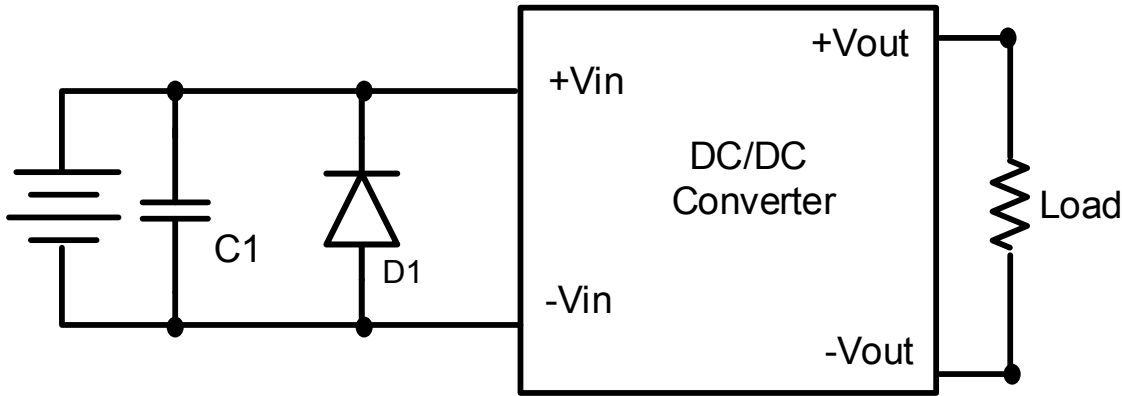 +Vout
+Vin
DC/DC
Converter
Load
C1
D1
-Vin
-Vout